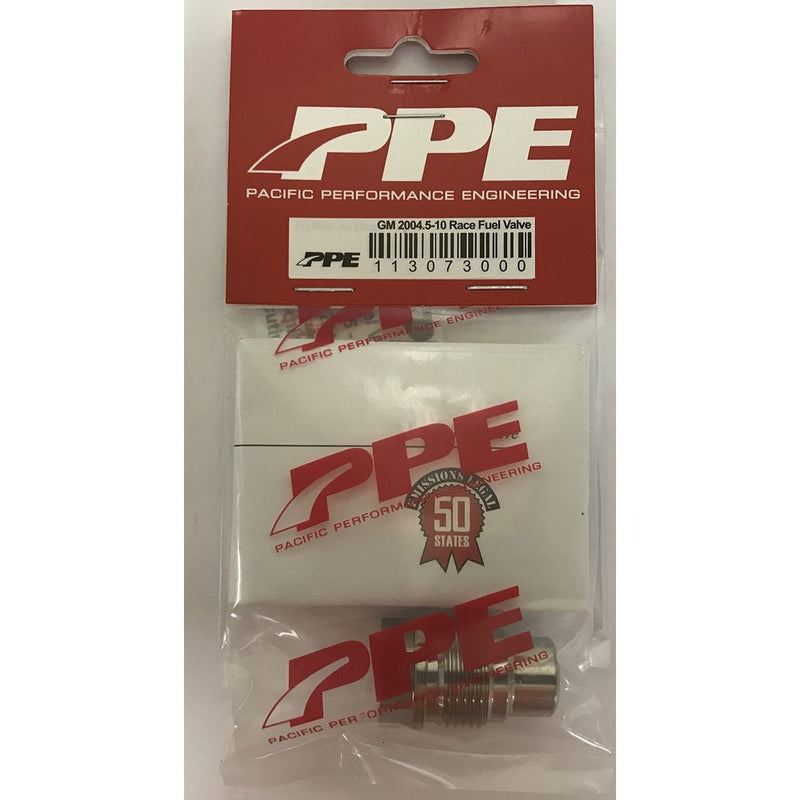 PPE
PACIFIC PERFORMANCE ENGINEERING
GM 2004.5-10 Race Fuel Valve
PPE
113073000
PPE
PACIFIC PERFORMANCE ENGINEERING
PPE
PACIFIC PERFORMANCE ENGINEERING
EMISSIONS LEGAL
50
STATES
PPE
PACIFIC PERFORMANCE ENGINEERING